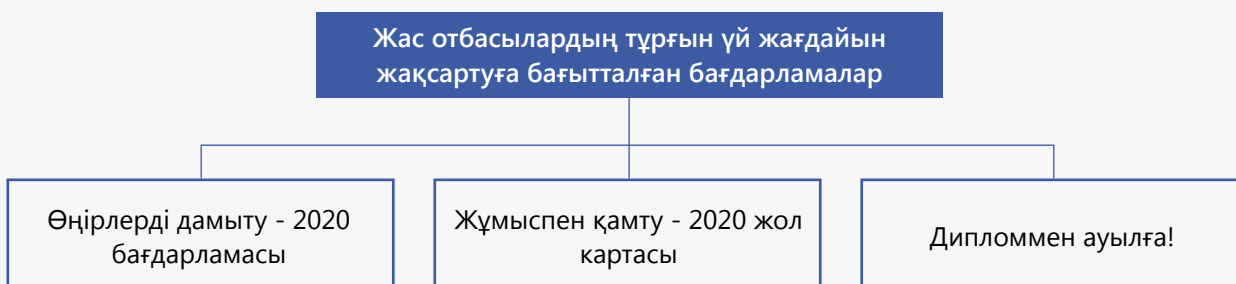 Жас отбасылардың тұрғын үй жағдайын
жақсартуға бағытталған бағдарламалар
Өңірлерді дамыту - 2020
бағдарламасы
Жұмыспен қамту - 2020 жол
картасы
Дипломмен ауылға!